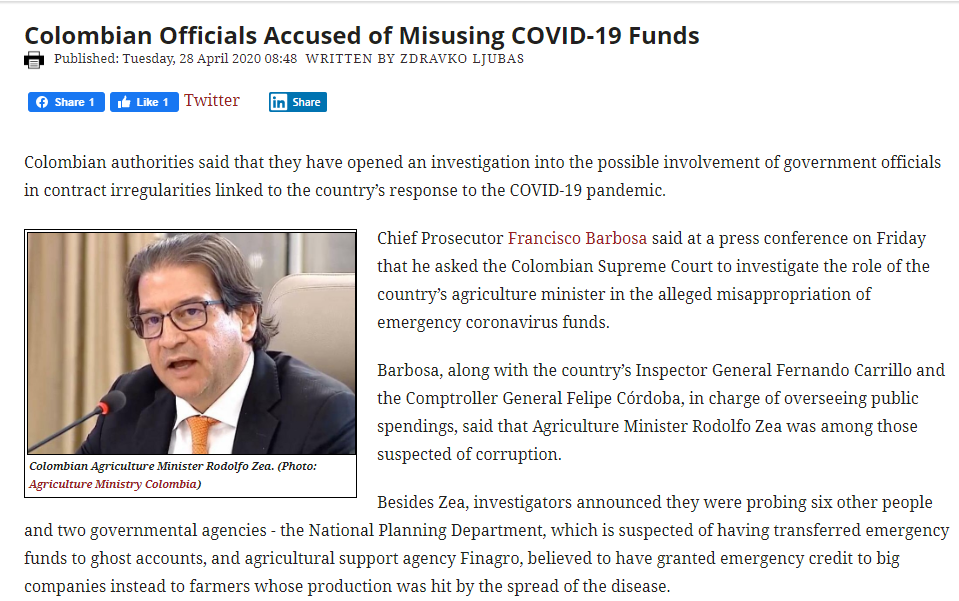 Colombian Officials Accused of Misusing COVID-19 Funds
Published: Tuesday, 28 April 2020 08:48 WRITTEN BY ZDRAVKO LJUBAS
Share 1 Like 1 Twitter in Share
Colombian authorities said that they have opened an investigation into the possible involvement of government officials
in contract irregularities linked to the country’s response to the COVID-19 pandemic.
Chief Prosecutor Francisco Barbosa said at a press conference on Friday
that he asked the Colombian Supreme Court to investigate the role of the
country’s agriculture minister in the alleged misappropriation of
emergency coronavirus funds.
Barbosa, along with the country’s Inspector General Fernando Carrillo and
the Comptroller General Felipe Córdoba, in charge of overseeing public
spendings, said that Agriculture Minister Rodolfo Zea was among those
suspected of corruption.
Colombian Agriculture Minister Rodolfo Zea. (Photo:
Agriculture Ministry Colombia)
Besides Zea, investigators announced they were probing six other people
and two governmental agencies - the National Planning Department, which is suspected of having transferred emergency
funds to ghost accounts, and agricultural support agency Finagro, believed to have granted emergency credit to big
companies instead to farmers whose production was hit by the spread of the disease.